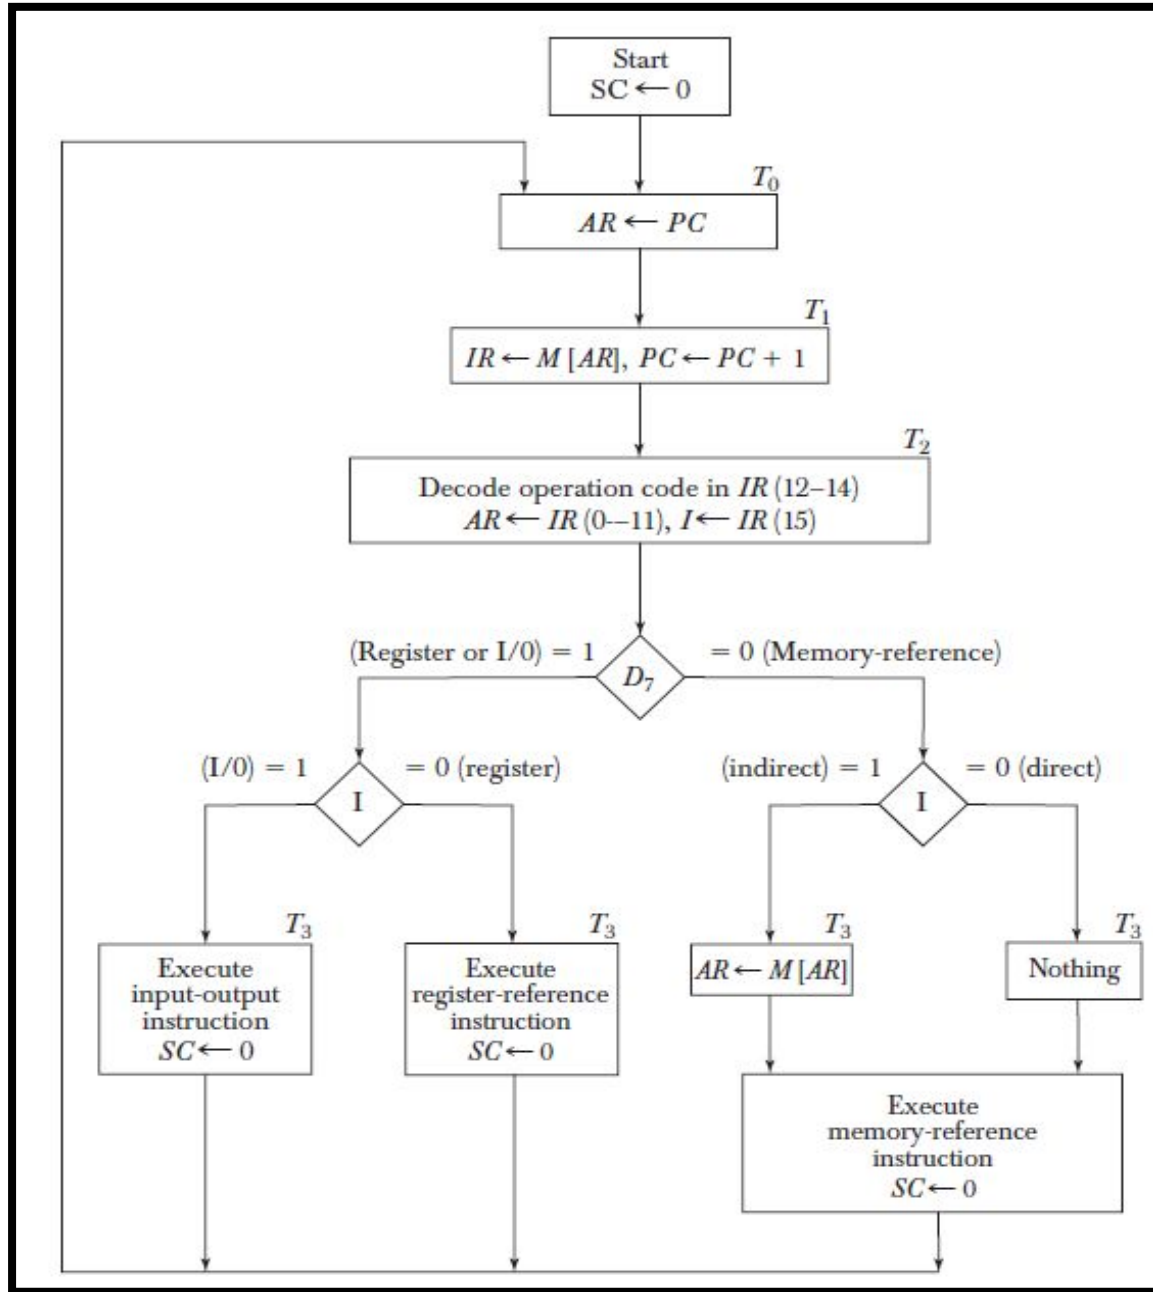 Start
SC ← 0
T₀
AR ← PC
T₁
IR ← M [AR], PC ← PC + 1
T₂
Decode operation code in IR (12–14)
AR ← IR (0-–11), I ← IR (15)
(Register or I/0) = 1
= 0 (Memory-reference)
D₇
(I/0) = 1
= 0 (register)
(indirect) = 1
= 0 (direct)
I
I
T₃
T₃
T₃
T₃
Execute
input-output
instruction
SC ← 0
Execute
register-reference
instruction
SC ← 0
AR ← M [AR]
Nothing
Execute
memory-reference
instruction
SC ← 0